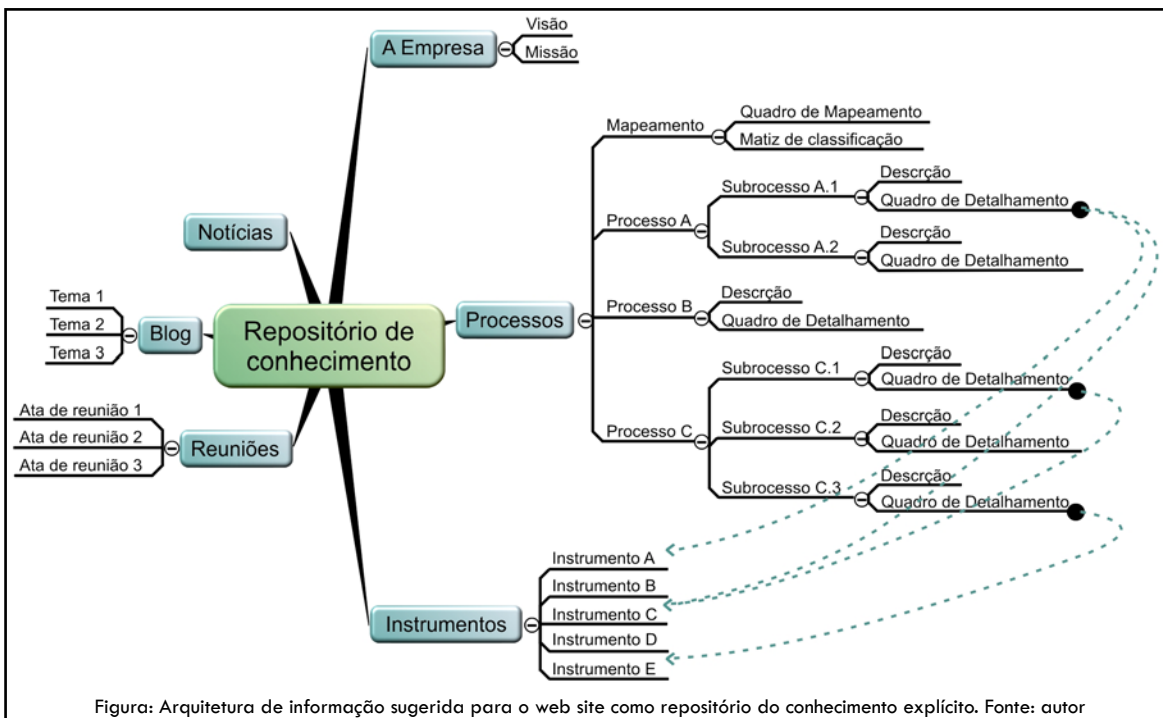 A Empresa
Visão
Missão
Notícias
Blog
Tema 1
Tema 2
Tema 3
Repositório de
conhecimento
Reuniões
Ata de reunião 1
Ata de reunião 2
Ata de reunião 3
Processos
Mapeamento
Quadro de Mapeamento
Matiz de classificação
Processo A
Subrocesso A.1
Descrção
Quadro de Detalhamento
Subrocesso A.2
Descrção
Quadro de Detalhamento
Processo B
Descrção
Quadro de Detalhamento
Processo C
Subrocesso C.1
Descrção
Quadro de Detalhamento
Subrocesso C.2
Descrção
Quadro de Detalhamento
Subrocesso C.3
Descrção
Quadro de Detalhamento
Instrumentos
Instrumento A
Instrumento B
Instrumento C
Instrumento D
Instrumento E
Figura: Arquitetura de informação sugerida para o web site como repositório do conhecimento explícito. Fonte: autor